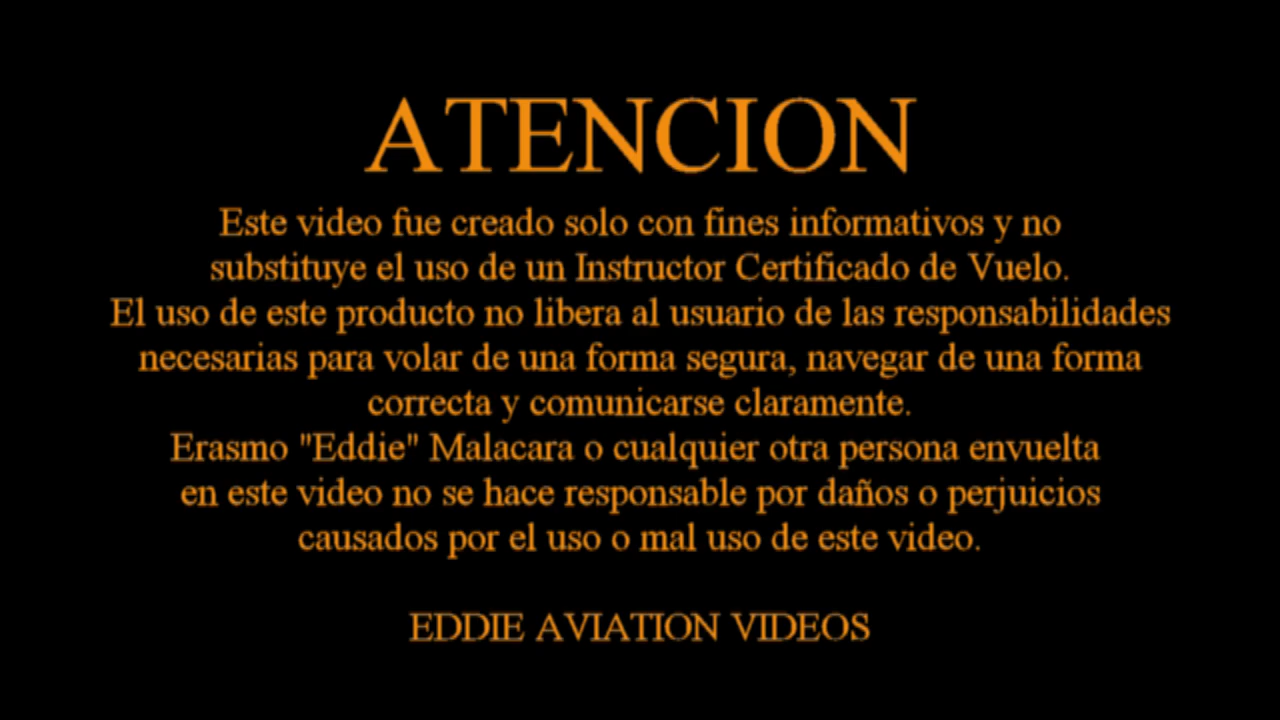 ATENCION
Este video fue creado solo con fines informativos y no
substituye el uso de un Instructor Certificado de Vuelo.
El uso de este producto no libera al usuario de las responsabilidades
necesarias para volar de una forma segura, navegar de una forma
correcta y comunicarse claramente.
Erasmo "Eddie" Malacara o cualquier otra persona envuelta
en este video no se hace responsable por daños o perjuicios
causados por el uso o mal uso de este video.
EDDIE AVIATION VIDEOS